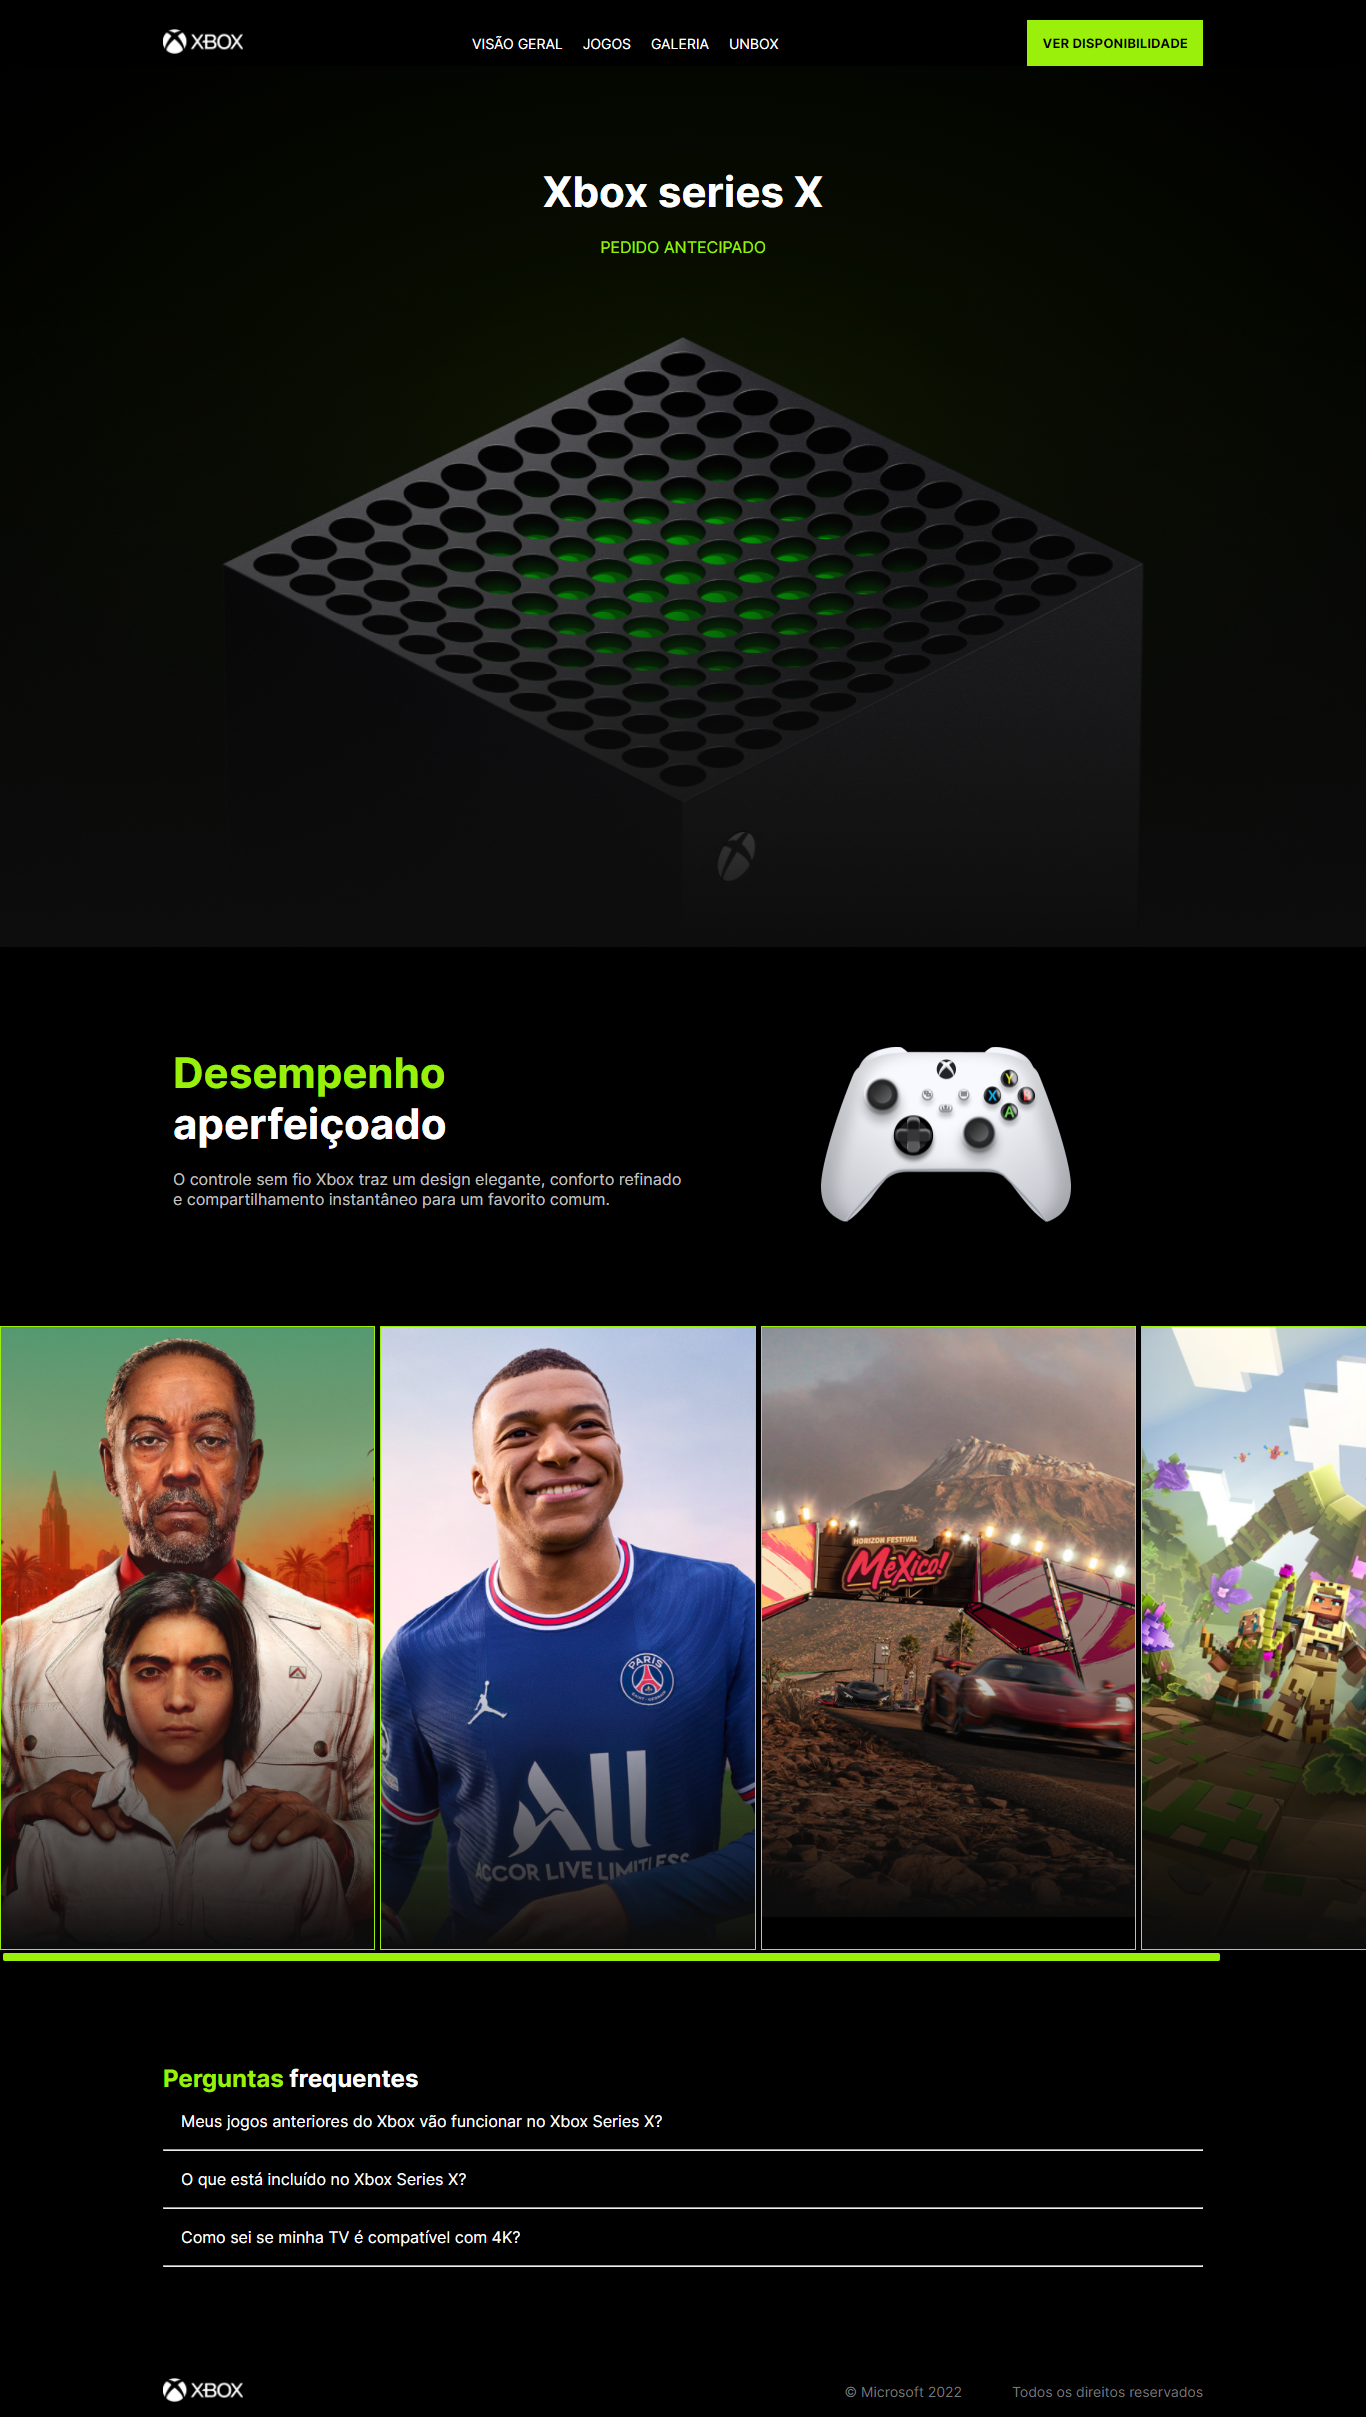 XBOX
VISÃO GERAL JOGOS GALERIA UNBOX
VER DISPONIBILIDADE
Xbox series X
PEDIDO ANTECIPADO
Desempenho
aperfeiçoado
O controle sem fio Xbox traz um design elegante, conforto refinado
e compartilhamento instantâneo para um favorito comum.
Y
X B
A
HORIZON FESTIVAL
MéXico!
PARIS
SAINT-GERMAIN
All
ACCOR LIVE LIMITLESS
Perguntas frequentes
Meus jogos anteriores do Xbox vão funcionar no Xbox Series X?
O que está incluído no Xbox Series X?
Como sei se minha TV é compatível com 4K?
XBOX
© Microsoft 2022 Todos os direitos reservados